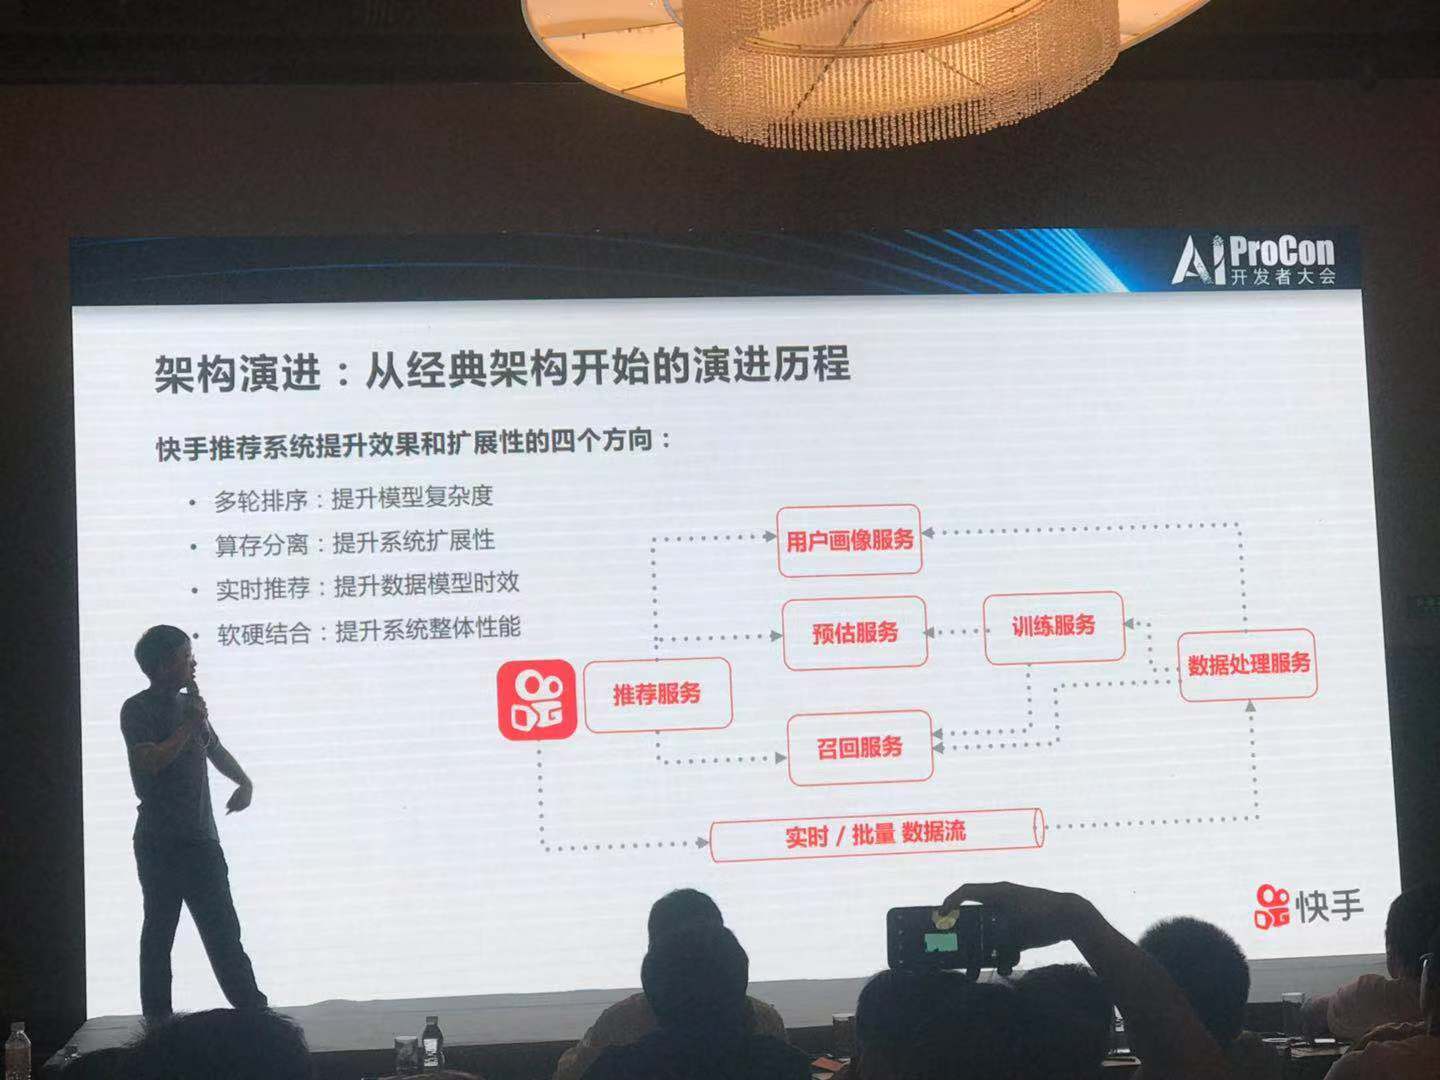 AI ProCon
开发者大会
架构演进：从经典架构开始的演进历程
快手推荐系统提升效果和扩展性的四个方向：
• 多轮排序：提升模型复杂度
• 算存分离：提升系统扩展性
• 实时推荐：提升数据模型时效
• 软硬结合：提升系统整体性能
用户画像服务
预估服务
训练服务
数据处理服务
推荐服务
召回服务
实时 / 批量 数据流
快手